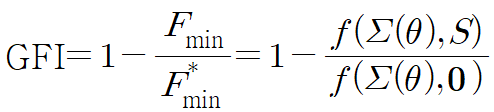 GFI = 1 − F_min / F*_min = 1 − f(Σ(θ), S) / f(Σ(θ), 𝟎)